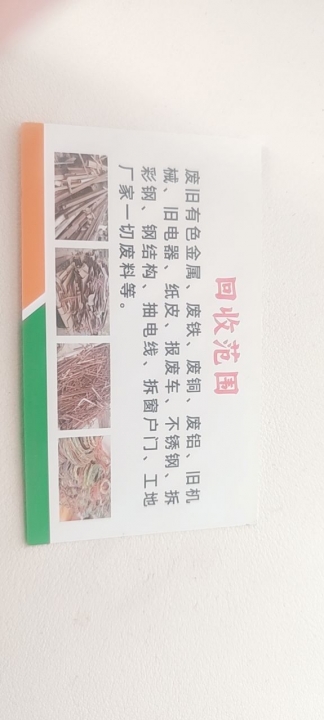 回收范围
废旧有色金属、废铁、废铜、废铝、旧机
械、旧电器、纸皮、报废车、不锈钢、拆
彩钢、钢结构、抽电线、拆窗户门、工地
厂家一切废料等。